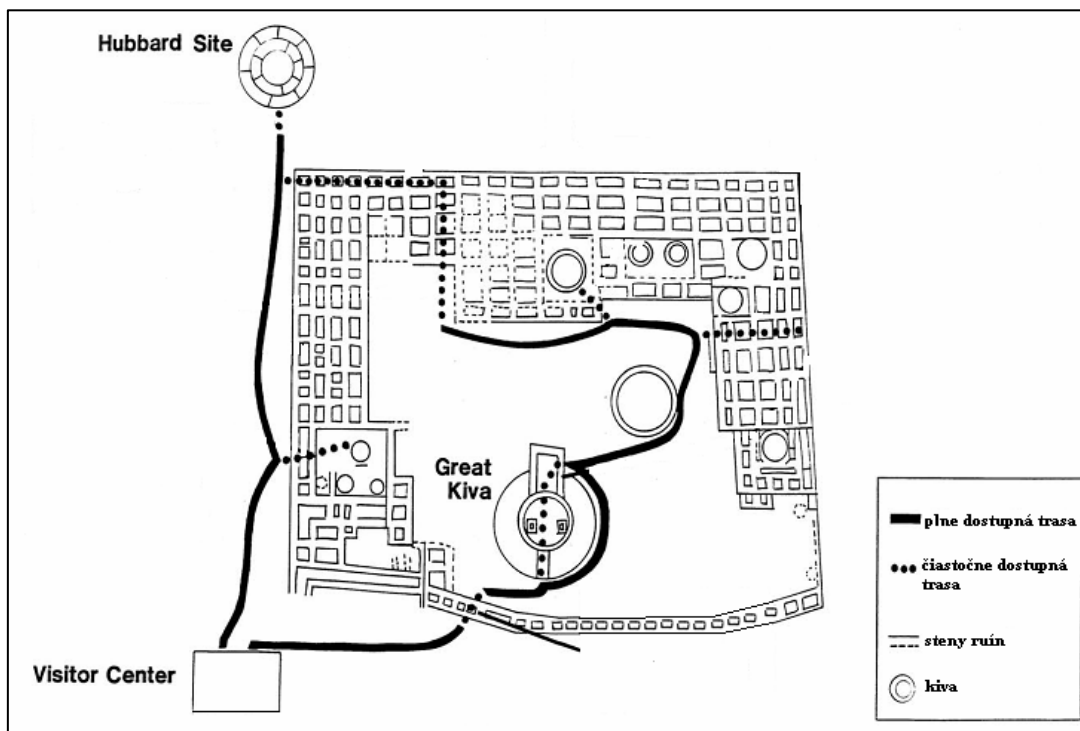 Hubbard Site
Great
Kiva
Visitor Center
plne dostupná trasa
čiastočne dostupná
trasa
steny ruín
kiva